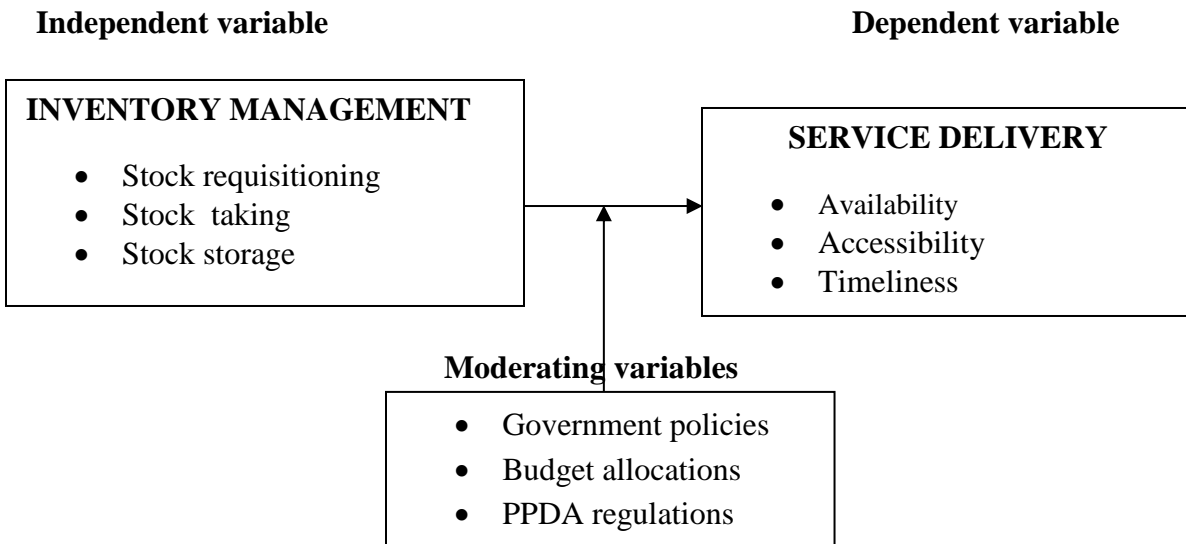 Independent variable
Dependent variable
INVENTORY MANAGEMENT
• Stock requisitioning
• Stock taking
• Stock storage
SERVICE DELIVERY
• Availability
• Accessibility
• Timeliness
Moderating variables
• Government policies
• Budget allocations
• PPDA regulations